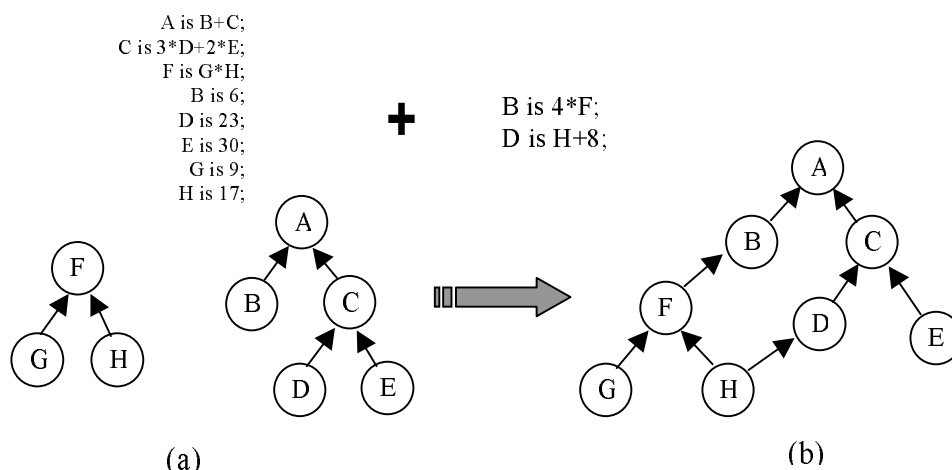 A is B+C;
C is 3*D+2*E;
F is G*H;
B is 6;
D is 23;
E is 30;
G is 9;
H is 17;
+
B is 4*F;
D is H+8;
F
G
H
A
B
C
D
E
(a)
A
B
C
F
D
E
G
H
(b)